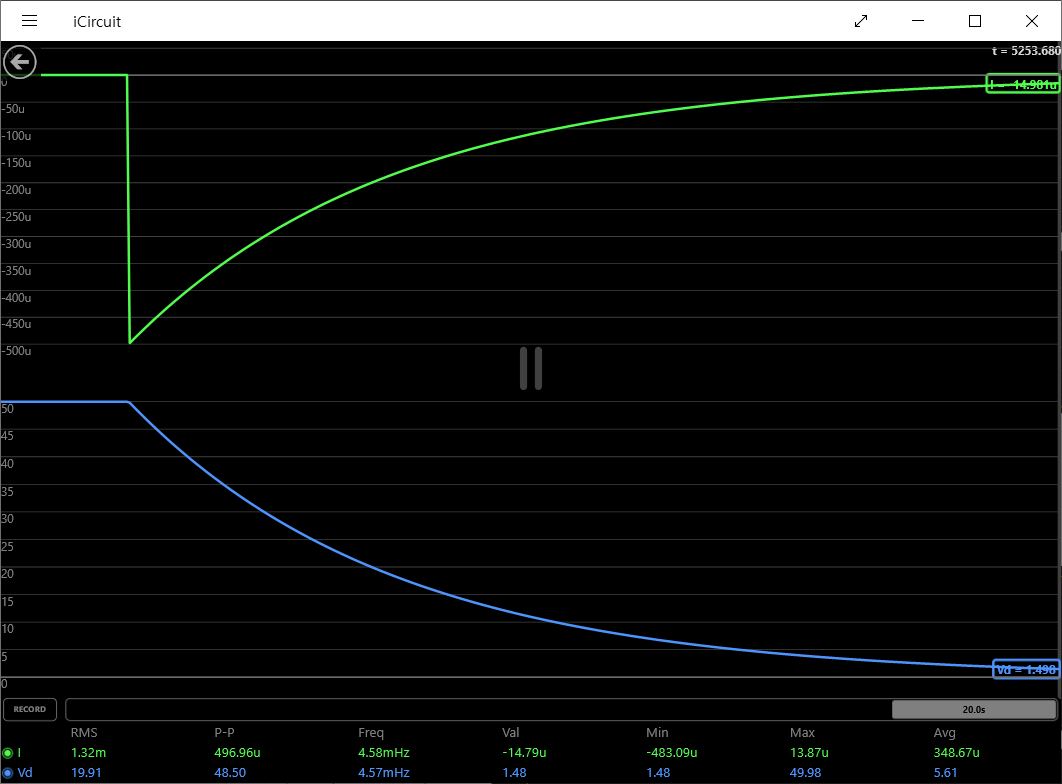 iCircuit
t = 5253.680
-50u
-100u
-150u
-200u
-250u
-300u
-350u
-400u
-450u
-500u
I = -14.981u
50
45
40
35
30
25
20
15
10
5
0
Vd = 1.498
RECORD 20.0s
RMS P-P Freq Val Min Max Avg
I 1.32m 496.96u 4.58mHz -14.79u -483.09u 13.87u 348.67u
Vd 19.91 48.50 4.57mHz 1.48 1.48 49.98 5.61